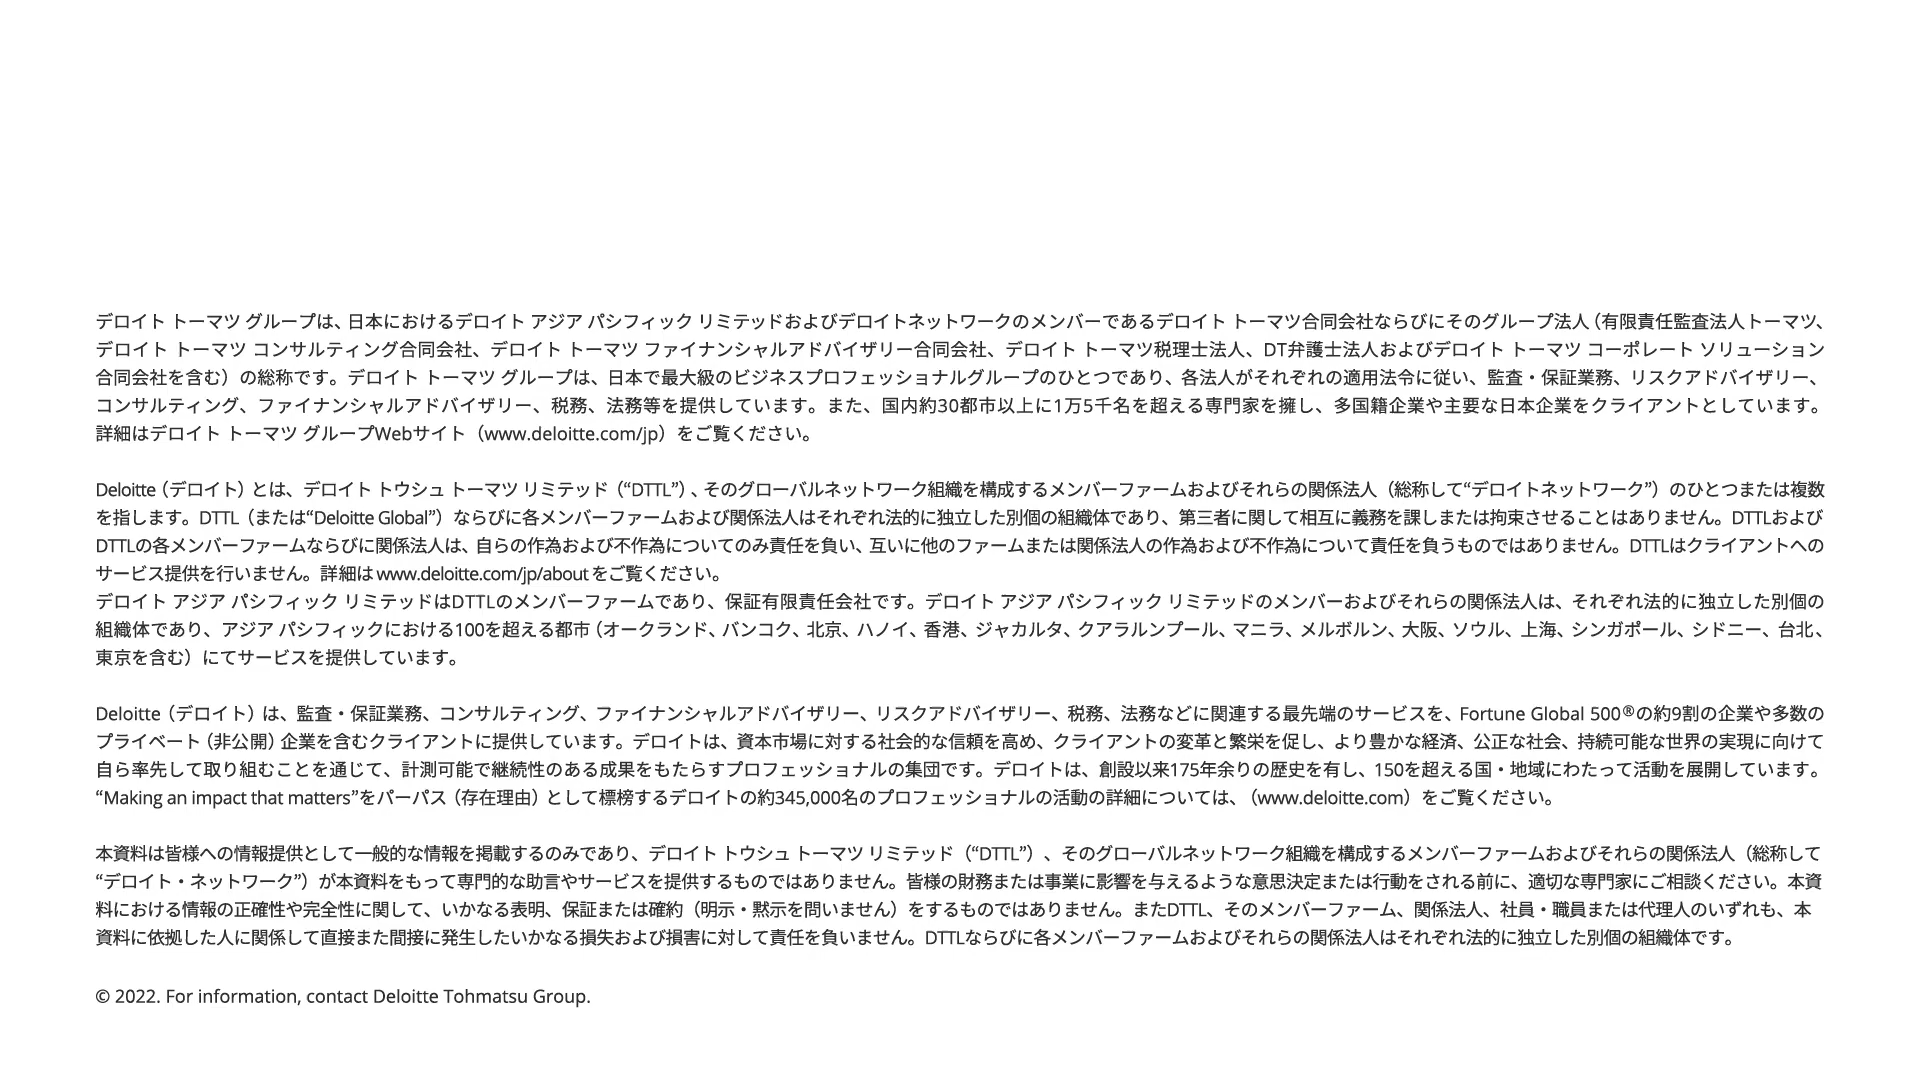 デロイト トーマツ グループは、日本におけるデロイト アジア パシフィック リミテッドおよびデロイトネットワークのメンバーであるデロイト トーマツ合同会社ならびにそのグループ法人（有限責任監査法人トーマツ、
デロイト トーマツ コンサルティング合同会社、デロイト トーマツ ファイナンシャルアドバイザリー合同会社、デロイト トーマツ税理士法人、DT弁護士法人およびデロイト トーマツ コーポレート ソリューション
合同会社を含む）の総称です。デロイト トーマツ グループは、日本で最大級のビジネスプロフェッショナルグループのひとつであり、各法人がそれぞれの適用法令に従い、監査・保証業務、リスクアドバイザリー、
コンサルティング、ファイナンシャルアドバイザリー、税務、法務等を提供しています。また、国内約30都市以上に1万5千名を超える専門家を擁し、多国籍企業や主要な日本企業をクライアントとしています。
詳細はデロイト トーマツ グループWebサイト（www.deloitte.com/jp）をご覧ください。
Deloitte（デロイト）とは、デロイト トウシュ トーマツ リミテッド（“DTTL”）、そのグローバルネットワーク組織を構成するメンバーファームおよびそれらの関係法人（総称して“デロイトネットワーク”）のひとつまたは複数
を指します。DTTL（または“Deloitte Global”）ならびに各メンバーファームおよび関係法人はそれぞれ法的に独立した別個の組織体であり、第三者に関して相互に義務を課しまたは拘束させることはありません。DTTLおよび
DTTLの各メンバーファームならびに関係法人は、自らの作為および不作為についてのみ責任を負い、互いに他のファームまたは関係法人の作為および不作為について責任を負うものではありません。DTTLはクライアントへの
サービス提供を行いません。詳細は www.deloitte.com/jp/about をご覧ください。
デロイト アジア パシフィック リミテッドはDTTLのメンバーファームであり、保証有限責任会社です。デロイト アジア パシフィック リミテッドのメンバーおよびそれらの関係法人は、それぞれ法的に独立した別個の
組織体であり、アジア パシフィックにおける100を超える都市（オークランド、バンコク、北京、ハノイ、香港、ジャカルタ、クアラルンプール、マニラ、メルボルン、大阪、ソウル、上海、シンガポール、シドニー、台北、
東京を含む）にてサービスを提供しています。
Deloitte（デロイト）は、監査・保証業務、コンサルティング、ファイナンシャルアドバイザリー、リスクアドバイザリー、税務、法務などに関連する最先端のサービスを、Fortune Global 500®の約9割の企業や多数の
プライベート（非公開）企業を含むクライアントに提供しています。デロイトは、資本市場に対する社会的な信頼を高め、クライアントの変革と繁栄を促し、より豊かな経済、公正な社会、持続可能な世界の実現に向けて
自ら率先して取り組むことを通じて、計測可能で継続性のある成果をもたらすプロフェッショナルの集団です。デロイトは、創設以来175年余りの歴史を有し、150を超える国・地域にわたって活動を展開しています。
“Making an impact that matters”をパーパス（存在理由）として標榜するデロイトの約345,000名のプロフェッショナルの活動の詳細については、（www.deloitte.com）をご覧ください。
本資料は皆様への情報提供として一般的な情報を掲載するのみであり、デロイト トウシュ トーマツ リミテッド（“DTTL”）、そのグローバルネットワーク組織を構成するメンバーファームおよびそれらの関係法人（総称して
“デロイト・ネットワーク”）が本資料をもって専門的な助言やサービスを提供するものではありません。皆様の財務または事業に影響を与えるような意思決定または行動をされる前に、適切な専門家にご相談ください。本資
料における情報の正確性や完全性に関して、いかなる表明、保証または確約（明示・黙示を問いません）をするものではありません。またDTTL、そのメンバーファーム、関係法人、社員・職員または代理人のいずれも、本
資料に依拠した人に関係して直接また間接に発生したいかなる損失および損害に対して責任を負いません。DTTLならびに各メンバーファームおよびそれらの関係法人はそれぞれ法的に独立した別個の組織体です。
© 2022. For information, contact Deloitte Tohmatsu Group.